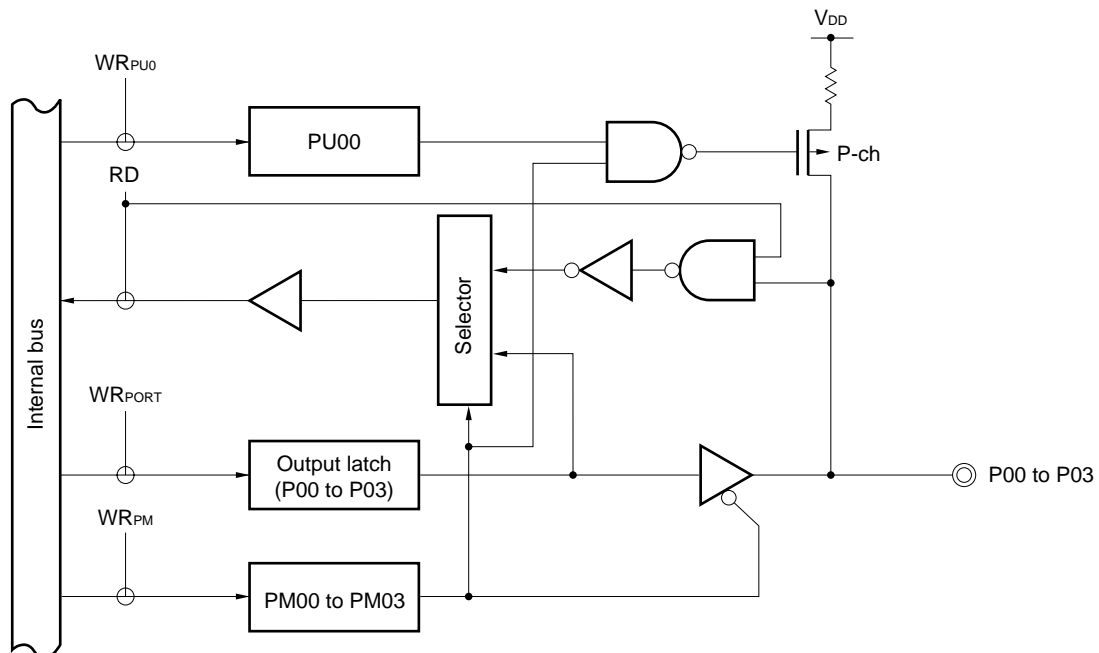 VDD
WRPU0
PU00
P-ch
RD
Selector
Internal bus
WRPORT
Output latch
(P00 to P03)
P00 to P03
WRPM
PM00 to PM03